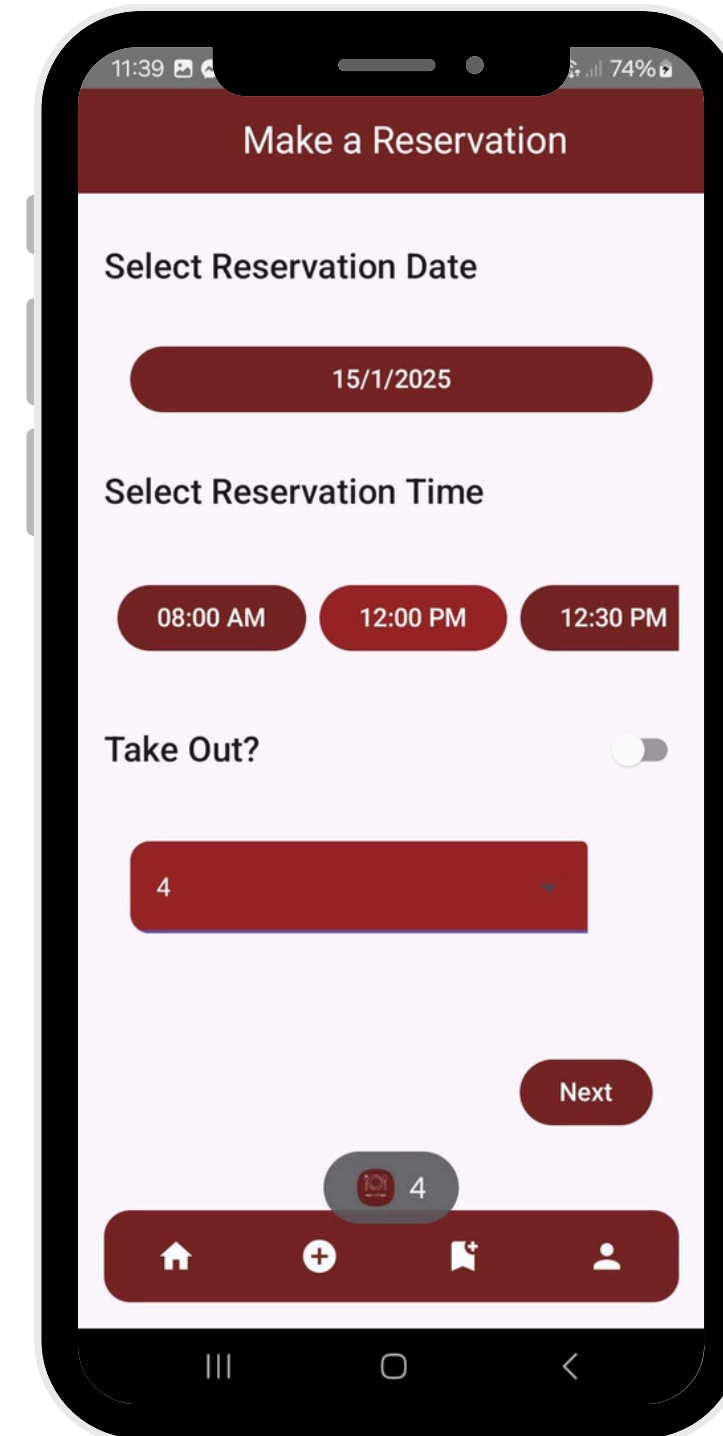 11:39 74%
Make a Reservation
Select Reservation Date
15/1/2025
Select Reservation Time
08:00 AM 12:00 PM 12:30 PM
Take Out?
4
Next
4